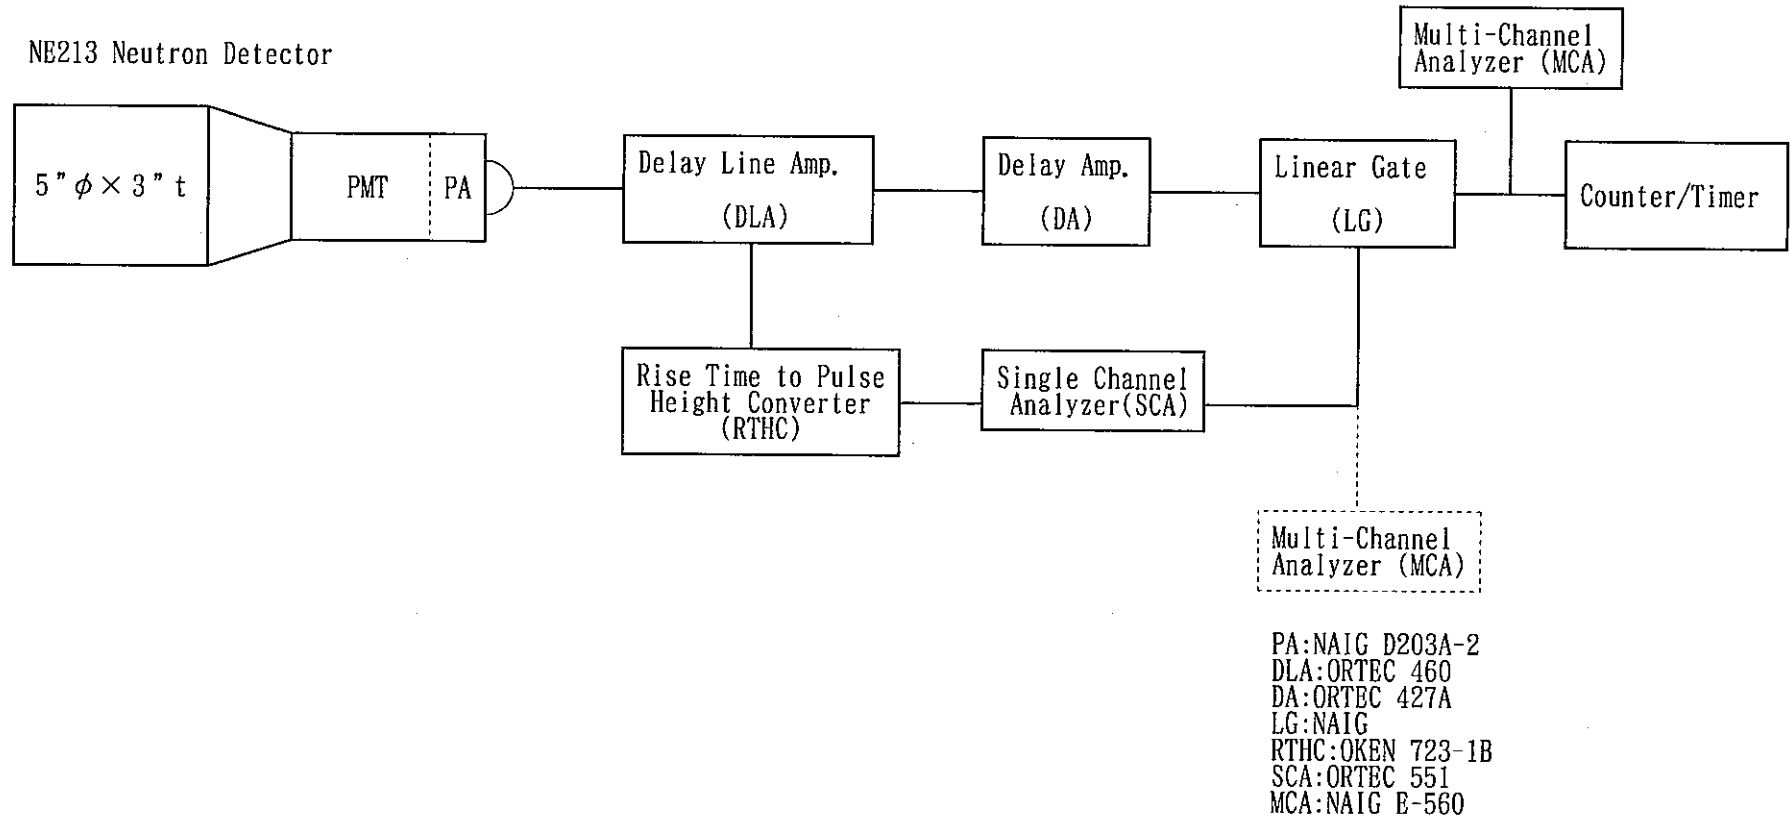 NE213 Neutron Detector
5"φ×3"t
PMT
PA
Delay Line Amp.
(DLA)
Delay Amp.
(DA)
Linear Gate
(LG)
Multi-Channel
Analyzer (MCA)
Counter/Timer
Rise Time to Pulse
Height Converter
(RTHC)
Single Channel
Analyzer(SCA)
Multi-Channel
Analyzer (MCA)
PA:NAIG D203A-2
DLA:ORTEC 460
DA:ORTEC 427A
LG:NAIG
RTHC:OKEN 723-1B
SCA:ORTEC 551
MCA:NAIG E-560